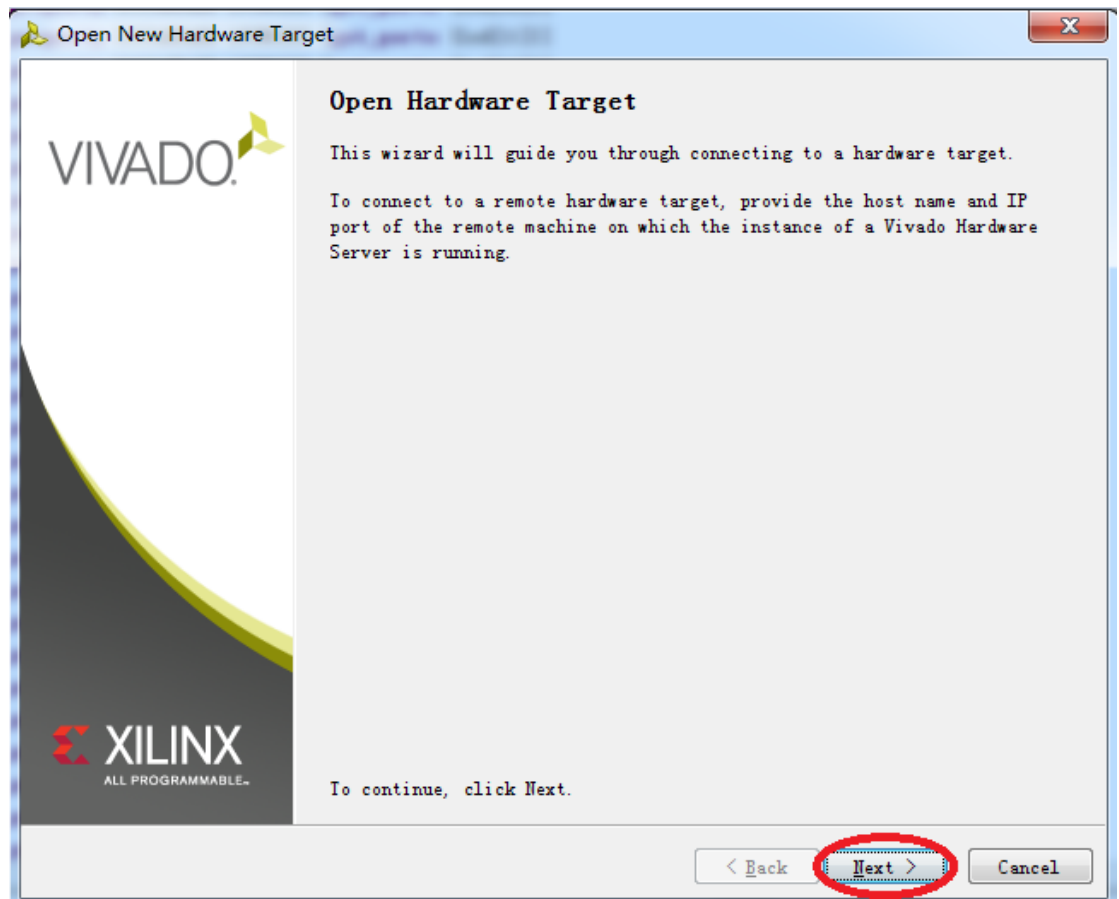 Open New Hardware Target
X
VIVADO.
Open Hardware Target
This wizard will guide you through connecting to a hardware target.
To connect to a remote hardware target, provide the host name and IP
port of the remote machine on which the instance of a Vivado Hardware
Server is running.
XILINX
ALL PROGRAMMABLE™
To continue, click Next.
< Back Next > Cancel